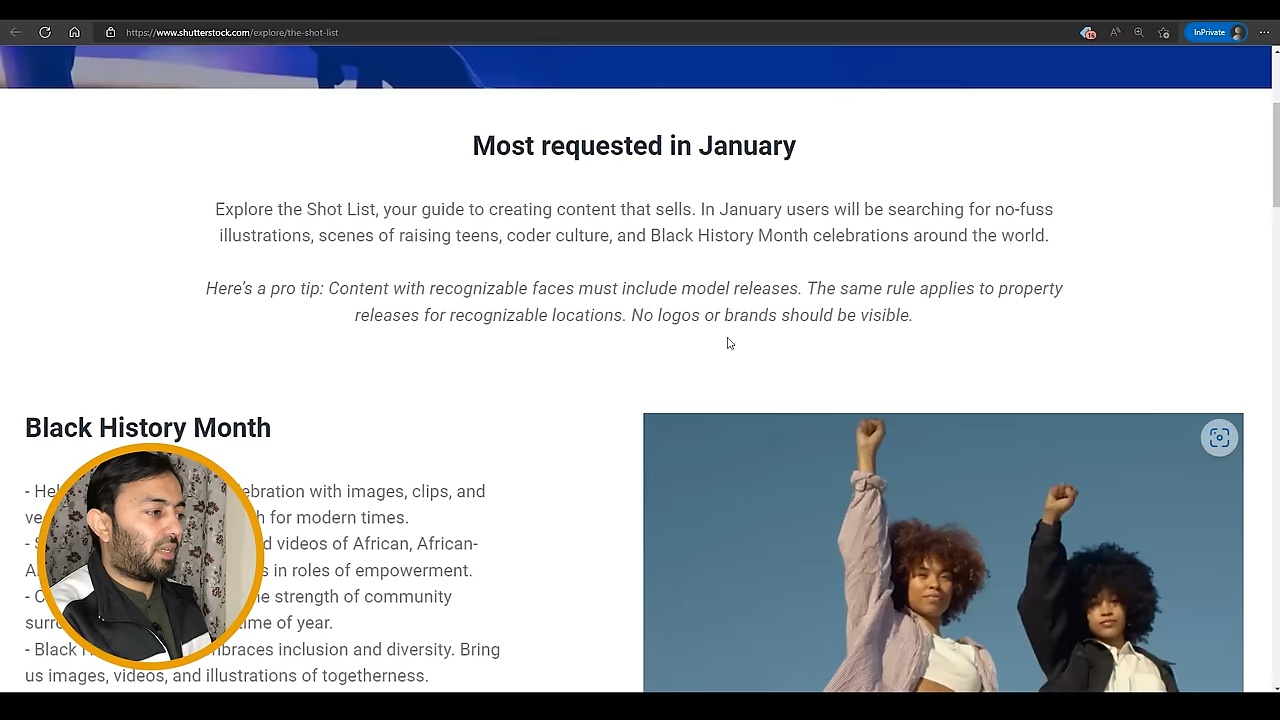 https://www.shutterstock.com/explore/the-shot-list
16
InPrivate
Most requested in January
Explore the Shot List, your guide to creating content that sells. In January users will be searching for no-fuss
illustrations, scenes of raising teens, coder culture, and Black History Month celebrations around the world.
Here's a pro tip: Content with recognizable faces must include model releases. The same rule applies to property
releases for recognizable locations. No logos or brands should be visible.
Black History Month
- ebration with images, clips, and
for modern times.
- videos of African, African-
in roles of empowerment.
- strength of community
of year.
- Black embraces inclusion and diversity. Bring
us images, videos, and illustrations of togetherness.